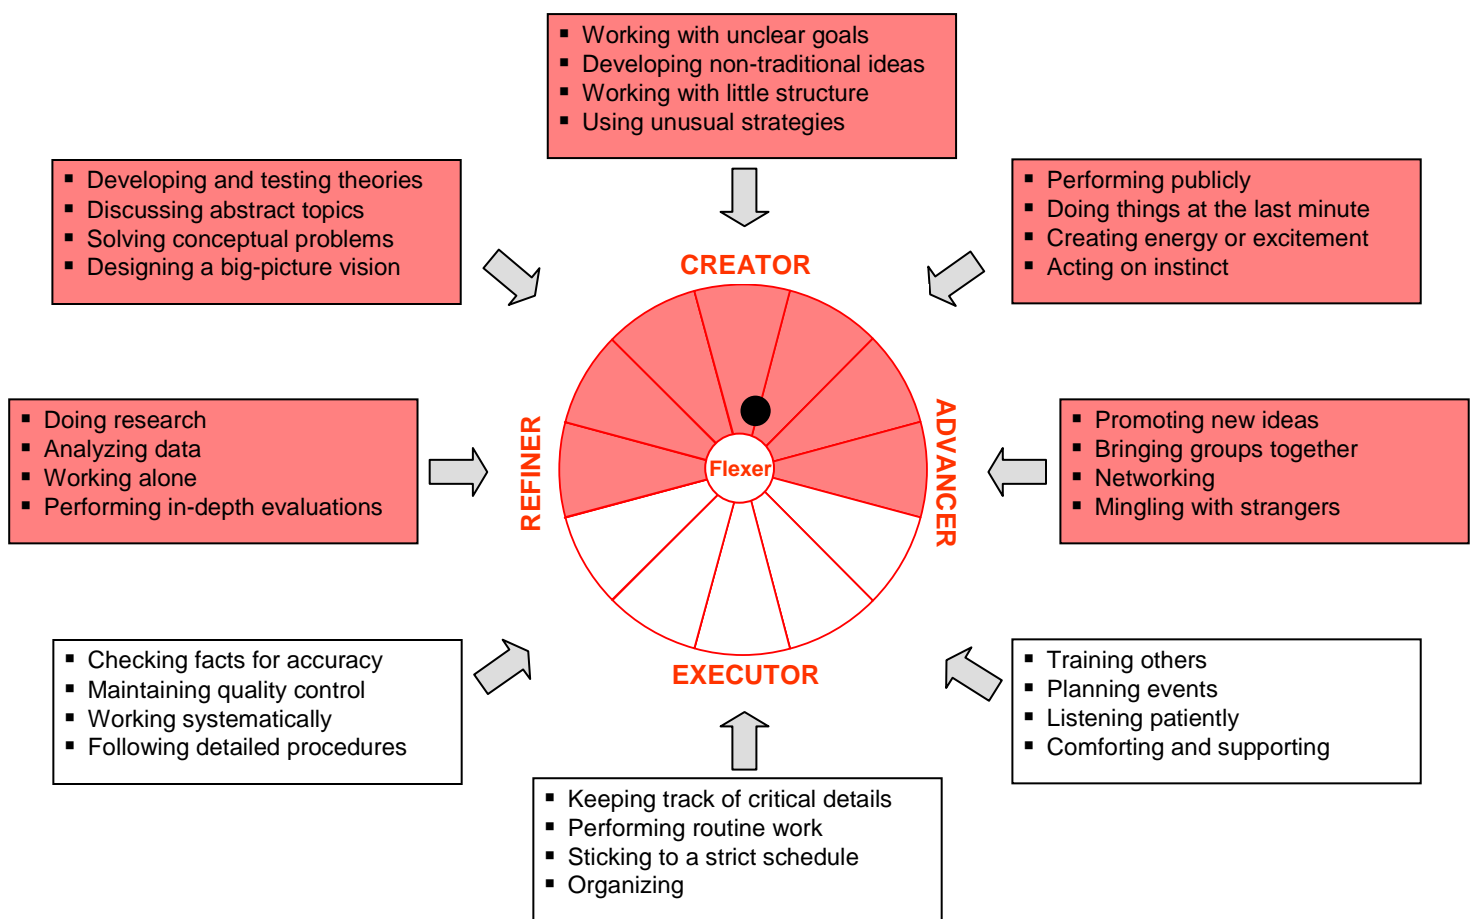 ▪ Working with unclear goals
▪ Developing non-traditional ideas
▪ Working with little structure
▪ Using unusual strategies
▪ Developing and testing theories
▪ Discussing abstract topics
▪ Solving conceptual problems
▪ Designing a big-picture vision
▪ Performing publicly
▪ Doing things at the last minute
▪ Creating energy or excitement
▪ Acting on instinct
CREATOR
▪ Doing research
▪ Analyzing data
▪ Working alone
▪ Performing in-depth evaluations
REFINER
Flexer
ADVANCER
▪ Promoting new ideas
▪ Bringing groups together
▪ Networking
▪ Mingling with strangers
EXECUTOR
▪ Checking facts for accuracy
▪ Maintaining quality control
▪ Working systematically
▪ Following detailed procedures
▪ Training others
▪ Planning events
▪ Listening patiently
▪ Comforting and supporting
▪ Keeping track of critical details
▪ Performing routine work
▪ Sticking to a strict schedule
▪ Organizing